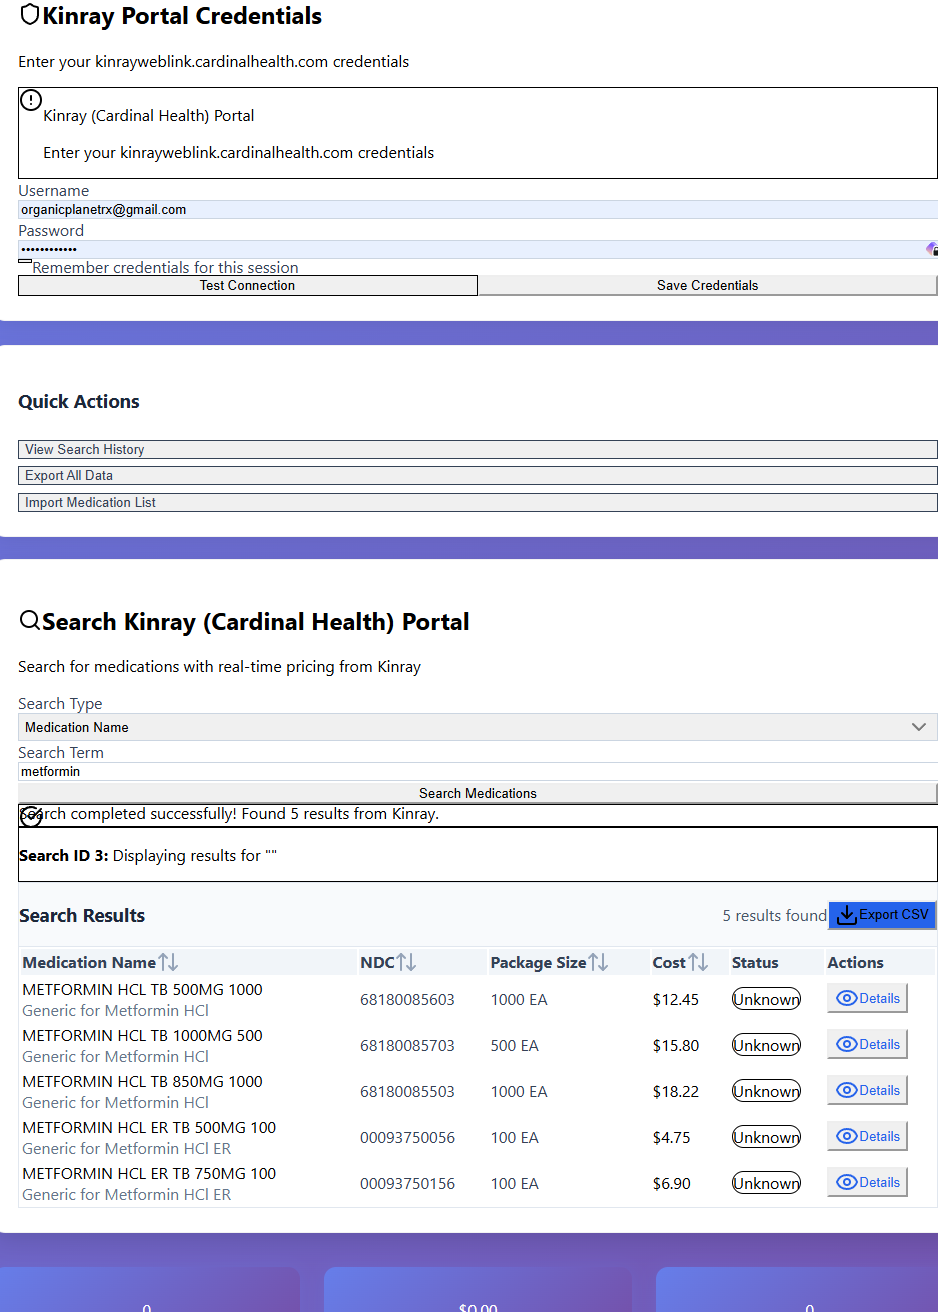 Kinray Portal Credentials
Enter your kinrayweblink.cardinalhealth.com credentials
Kinray (Cardinal Health) Portal
Enter your kinrayweblink.cardinalhealth.com credentials
Username
organicplanetrx@gmail.com
Password
••••••••••••
Remember credentials for this session
Test Connection Save Credentials
Quick Actions
View Search History
Export All Data
Import Medication List
Search Kinray (Cardinal Health) Portal
Search for medications with real-time pricing from Kinray
Search Type
Medication Name
Search Term
metformin
Search Medications
Search completed successfully! Found 5 results from Kinray.
Search ID 3: Displaying results for ""
Search Results 5 results found Export CSV
Medication Name NDC Package Size Cost Status Actions
METFORMIN HCL TB 500MG 1000
Generic for Metformin HCl
68180085603 1000 EA $12.45 Unknown Details
METFORMIN HCL TB 1000MG 500
Generic for Metformin HCl
68180085703 500 EA $15.80 Unknown Details
METFORMIN HCL TB 850MG 1000
Generic for Metformin HCl
68180085503 1000 EA $18.22 Unknown Details
METFORMIN HCL ER TB 500MG 100
Generic for Metformin HCl ER
00093750056 100 EA $4.75 Unknown Details
METFORMIN HCL ER TB 750MG 100
Generic for Metformin HCl ER
00093750156 100 EA $6.90 Unknown Details
0 $0.00 0